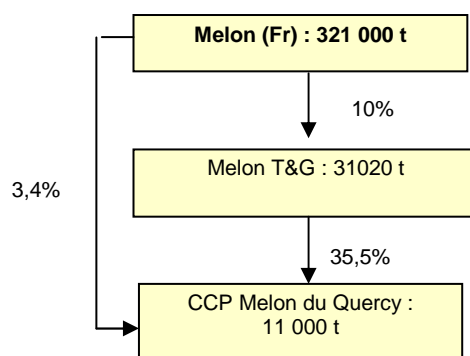 Melon (Fr) : 321 000 t
10%
Melon T&G : 31020 t
3,4%
35,5%
CCP Melon du Quercy :
11 000 t